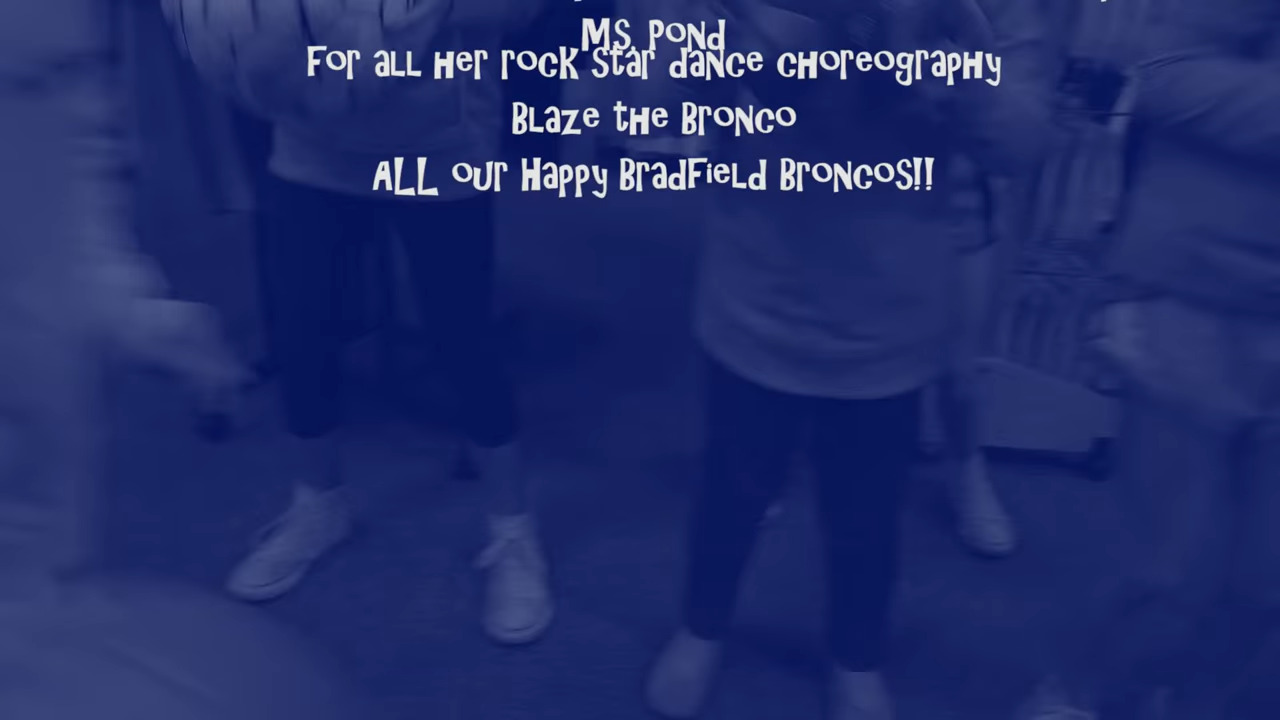 Ms. Pond
For all her rock star dance choreography
Blaze the Bronco
All our Happy Bradfield Broncos!!